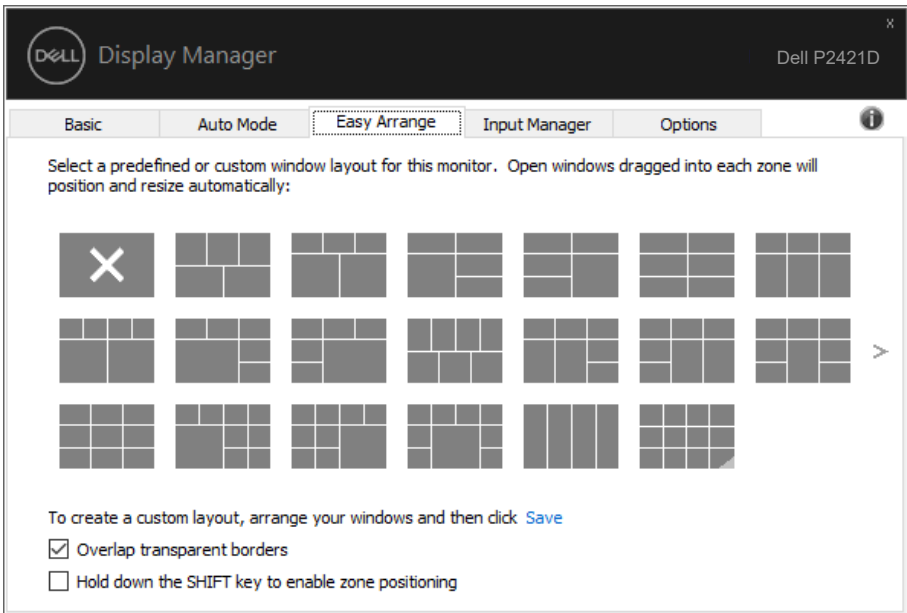 x
DELL Display Manager
Dell P2421D
Basic Auto Mode Easy Arrange Input Manager Options
Select a predefined or custom window layout for this monitor. Open windows dragged into each zone will
position and resize automatically:
>
To create a custom layout, arrange your windows and then click Save
Overlap transparent borders
Hold down the SHIFT key to enable zone positioning